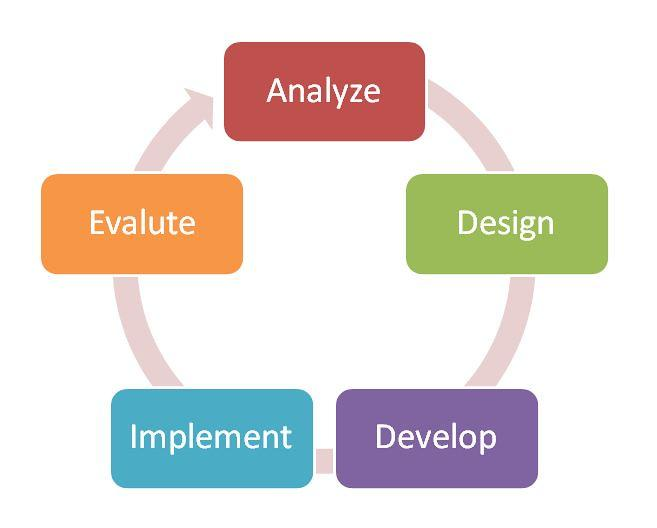 Analyze
Design
Develop
Implement
Evalute